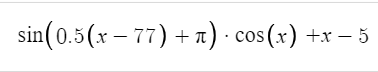 sin(0.5(x − 77) + π) · cos(x) +x − 5